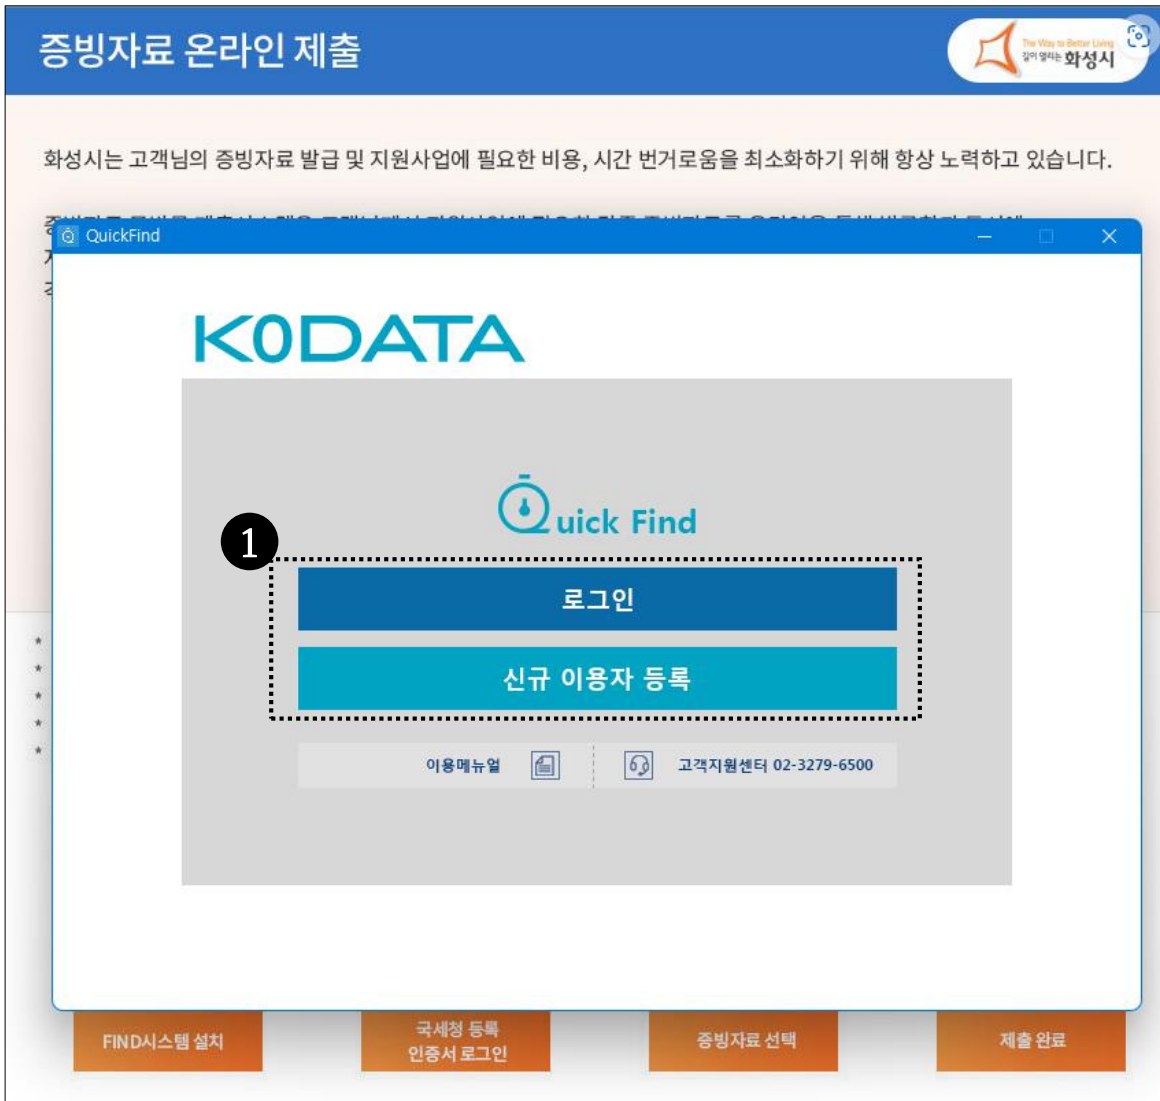 증빙자료 온라인 제출
The Way to Better Living
길이 열리는 화성시
화성시는 고객님의 증빙자료 발급 및 지원사업에 필요한 비용, 시간 번거로움을 최소화하기 위해 항상 노력하고 있습니다.
QuickFind
KODATA
Quick Find
1
로그인
신규 이용자 등록
이용메뉴얼
고객지원센터 02-3279-6500
*
*
*
*
*
FIND시스템 설치
국세청 등록
인증서 로그인
증빙자료 선택
제출 완료